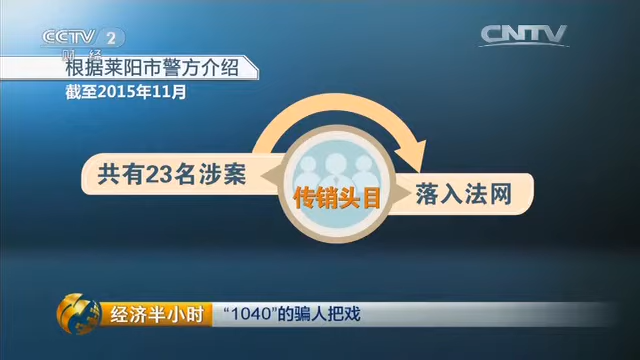 CCTV 2
财 经
CNTV
根据莱阳市警方介绍
截至2015年11月
共有23名涉案
传销头目
落入法网
经济半小时
“1040”的骗人把戏